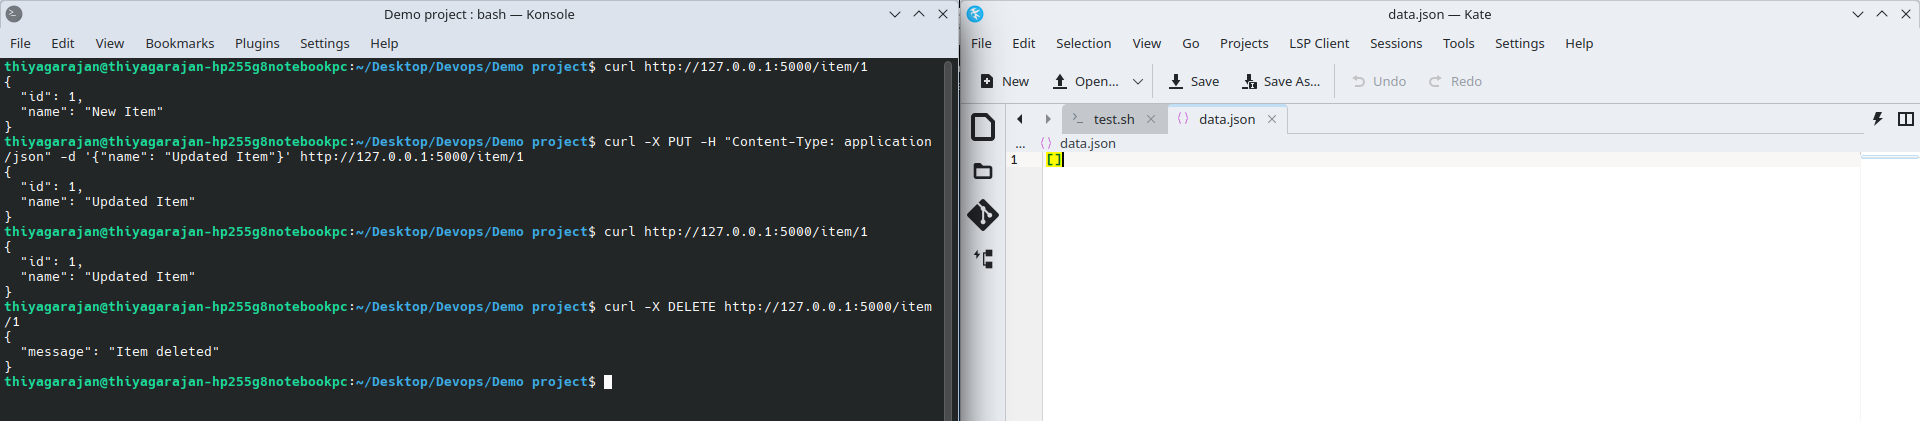 Demo project : bash — Konsole
File Edit View Bookmarks Plugins Settings Help
thiyagarajan@thiyagarajan-hp255g8notebookpc:~/Desktop/Devops/Demo project$ curl http://127.0.0.1:5000/item/1
{
  "id": 1,
  "name": "New Item"
}
thiyagarajan@thiyagarajan-hp255g8notebookpc:~/Desktop/Devops/Demo project$ curl -X PUT -H "Content-Type: application
/json" -d '{"name": "Updated Item"}' http://127.0.0.1:5000/item/1
{
  "id": 1,
  "name": "Updated Item"
}
thiyagarajan@thiyagarajan-hp255g8notebookpc:~/Desktop/Devops/Demo project$ curl http://127.0.0.1:5000/item/1
{
  "id": 1,
  "name": "Updated Item"
}
thiyagarajan@thiyagarajan-hp255g8notebookpc:~/Desktop/Devops/Demo project$ curl -X DELETE http://127.0.0.1:5000/item
/1
{
  "message": "Item deleted"
}
thiyagarajan@thiyagarajan-hp255g8notebookpc:~/Desktop/Devops/Demo project$
data.json — Kate
File Edit Selection View Go Projects LSP Client Sessions Tools Settings Help
New Open... Save Save As... Undo Redo
test.sh data.json
... {} data.json
1 []